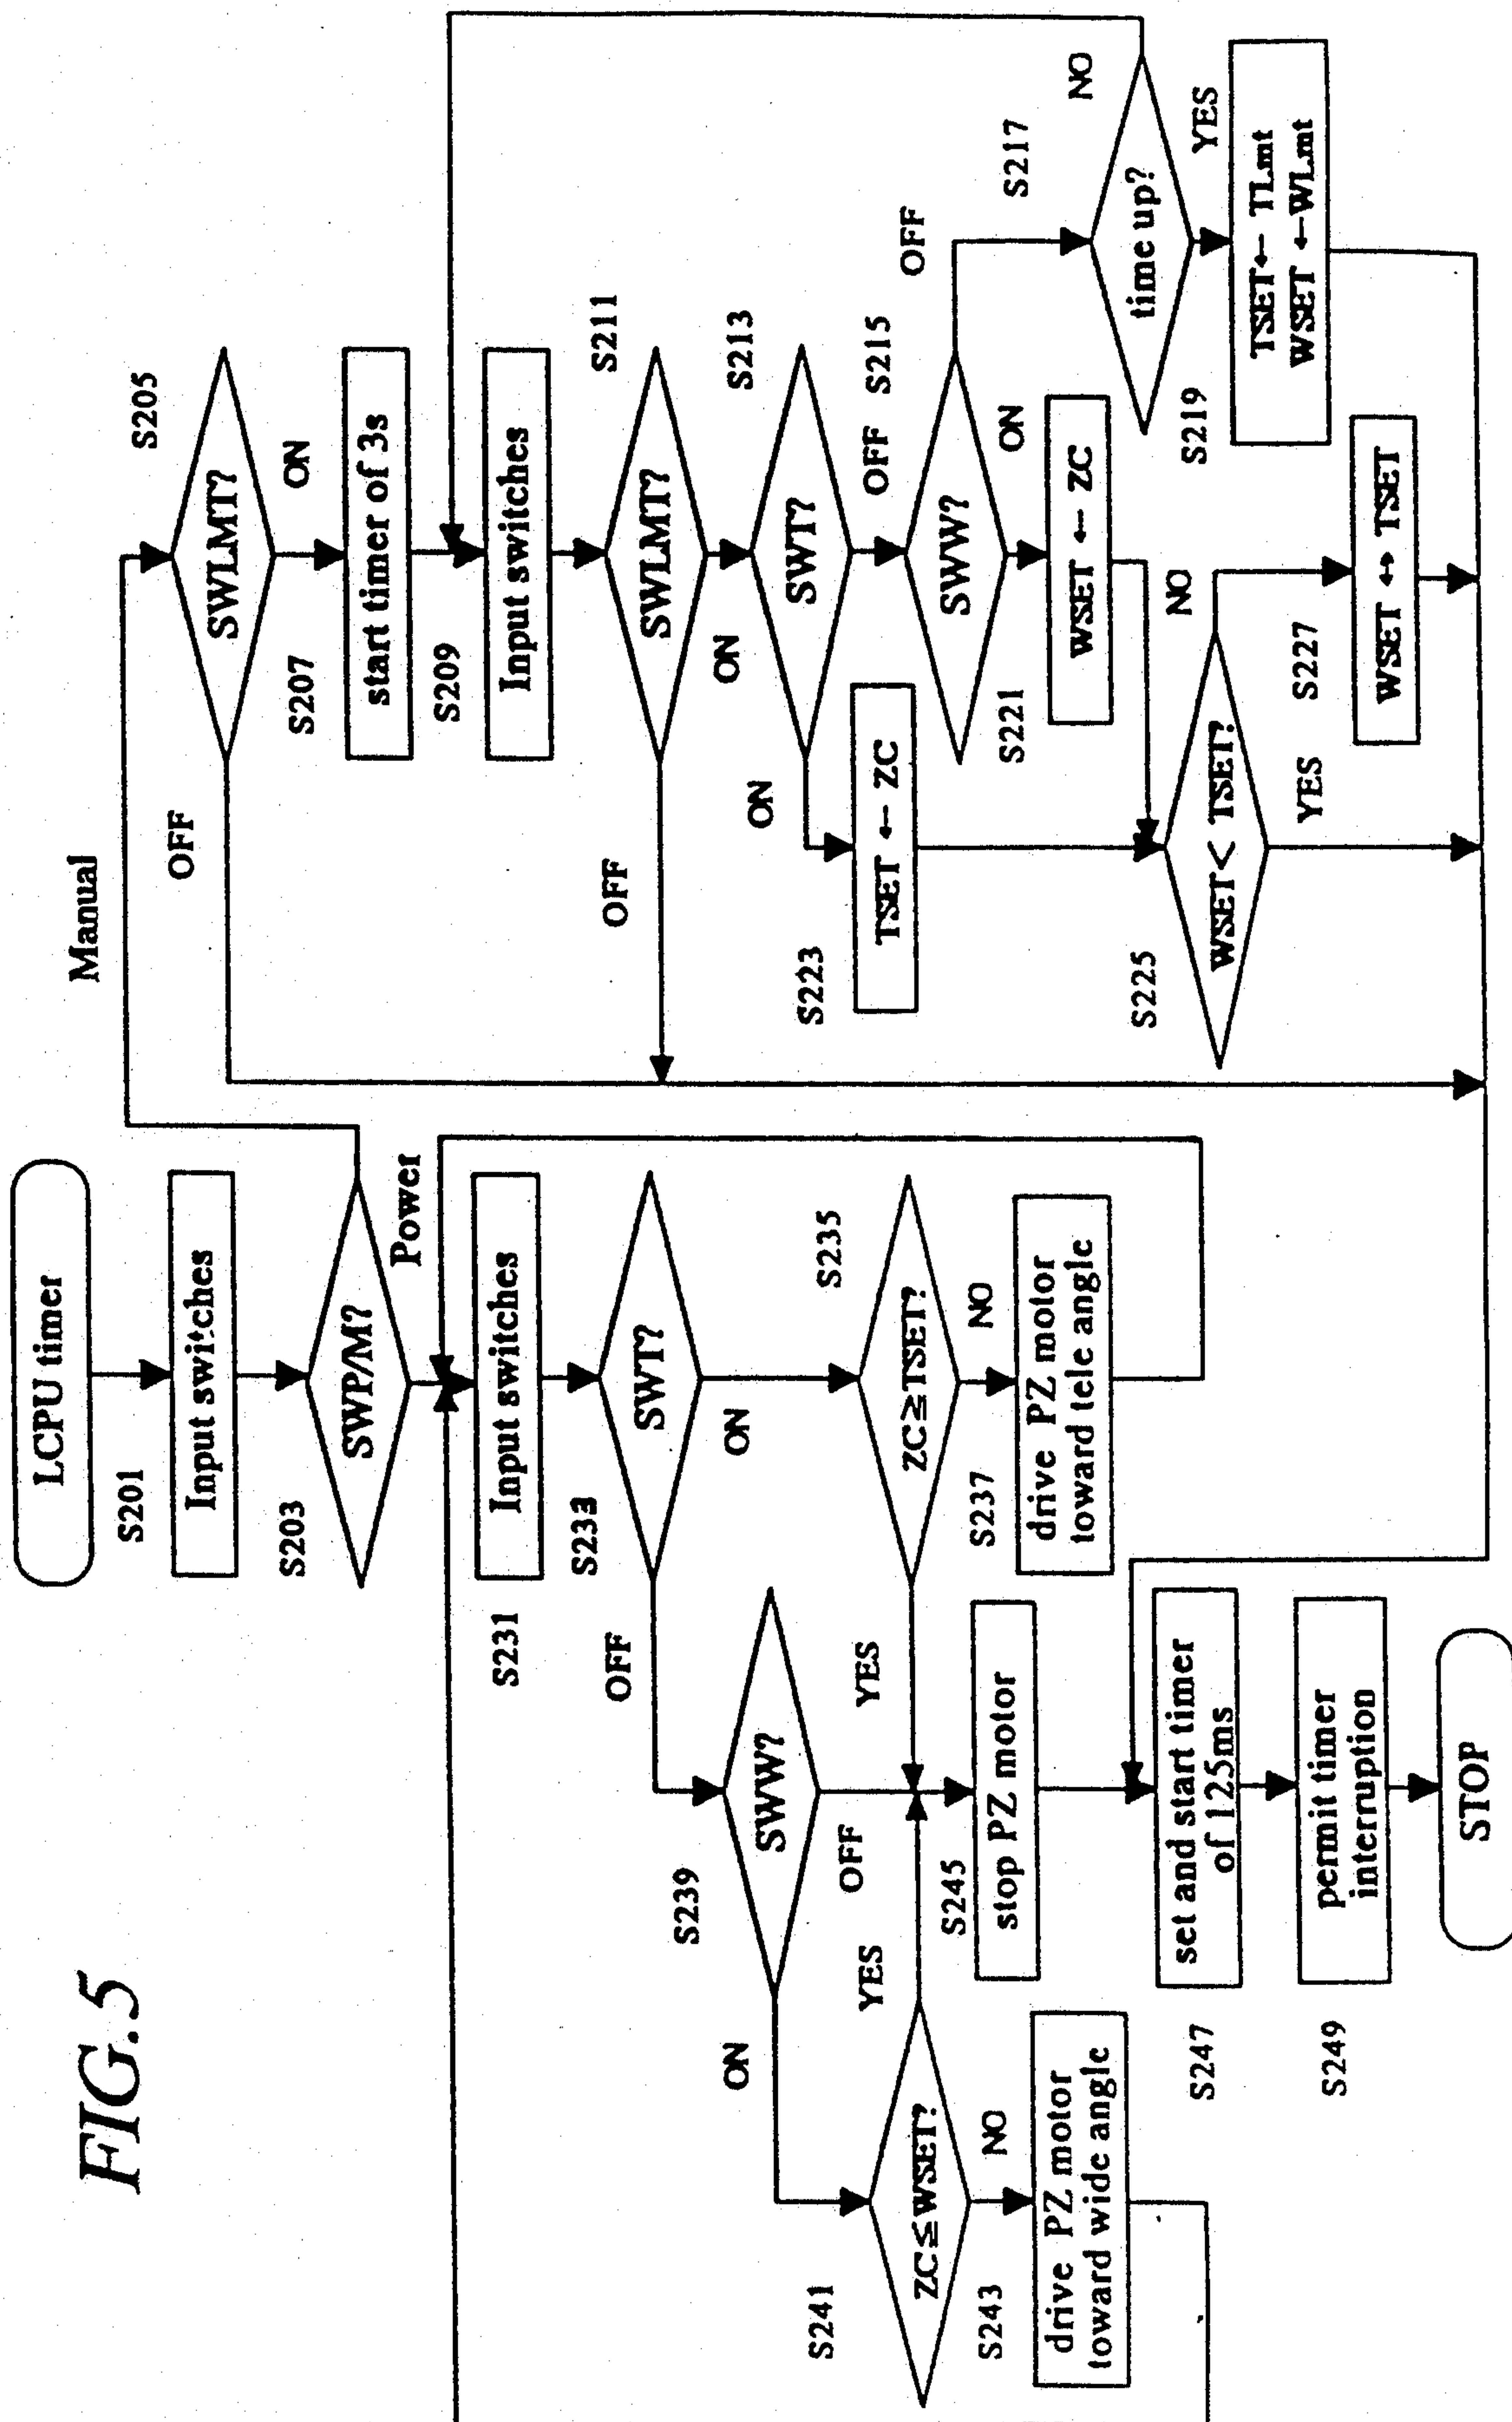 FIG.5
LCPU timer
S201
Input switches
S203
SWP/M?
Manual
Power
S231
Input switches
S233
SWT?
OFF
ON
S235
ZC≧TSET?
YES
NO
S237
drive PZ motor
toward tele angle
S239
SWW?
ON
OFF
S241
ZC≦WSET?
YES
NO
S243
drive PZ motor
toward wide angle
S245
stop PZ motor
S247
set and start timer
of 125ms
S249
permit timer
interruption
STOP
S205
SWLMT?
OFF
ON
S207
start timer of 3s
S209
Input switches
S211
SWLMT?
OFF
ON
S213
SWT?
ON
OFF
S215
SWW?
OFF
ON
S217
time up?
NO
YES
S219
TSET← TLmt
WSET ←WLmt
S221
WSET ← ZC
S223
TSET ← ZC
S225
WSET< TSET?
NO
YES
S227
WSET ↔ TSET